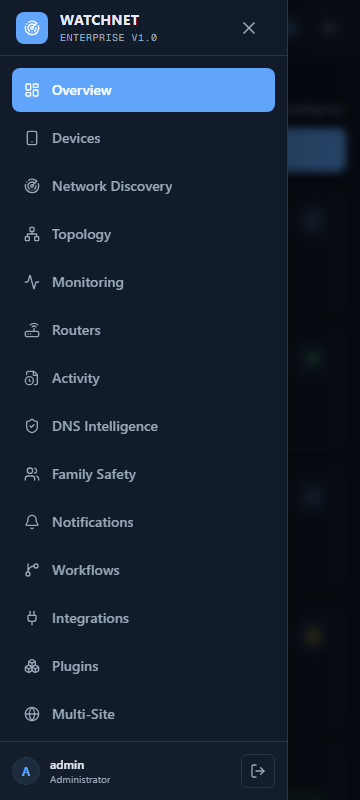 WATCHNET
ENTERPRISE V1.0
Overview
Devices
Network Discovery
Topology
Monitoring
Routers
Activity
DNS Intelligence
Family Safety
Notifications
Workflows
Integrations
Plugins
Multi-Site
A
admin
Administrator